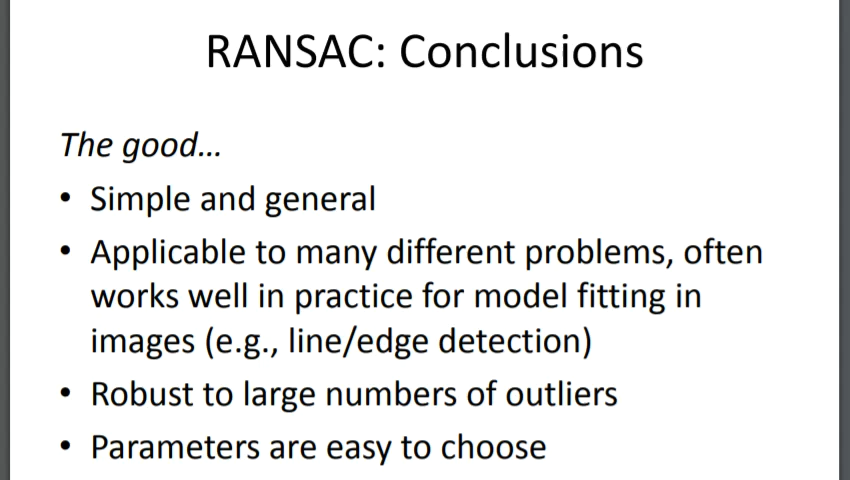 RANSAC: Conclusions
The good...
• Simple and general
• Applicable to many different problems, often
works well in practice for model fitting in
images (e.g., line/edge detection)
• Robust to large numbers of outliers
• Parameters are easy to choose